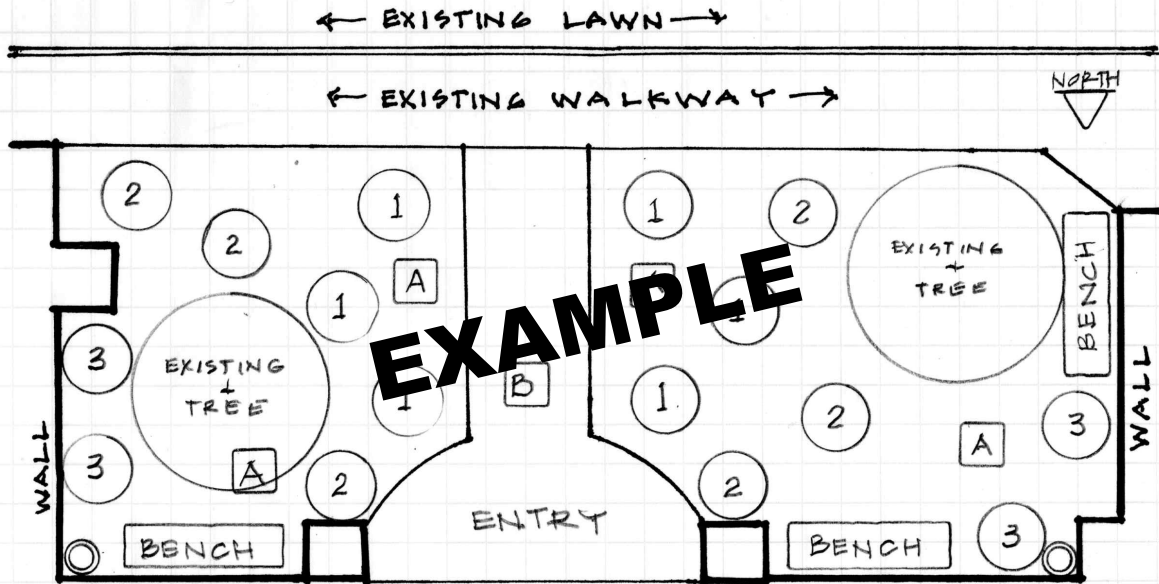 ← EXISTING LAWN →
← EXISTING WALKWAY →
NORTH
2
1
1
2
2
EXISTING
+
TREE
BENCH
A
1
EXAMPLE
1
3
EXISTING
+
TREE
B
1
1
2
3
WALL
A
WALL
3
A
2
2
ENTRY
BENCH
BENCH
3